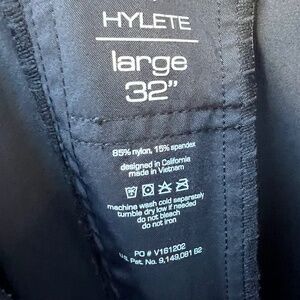 HYLETE
large
32"
85% nylon, 15% spandex
designed in California
made in Vietnam
machine wash cold separately
tumble dry low if needed
do not bleach
do not iron
PO # V161202
U.S. Pat. No. 9,149,081 B2